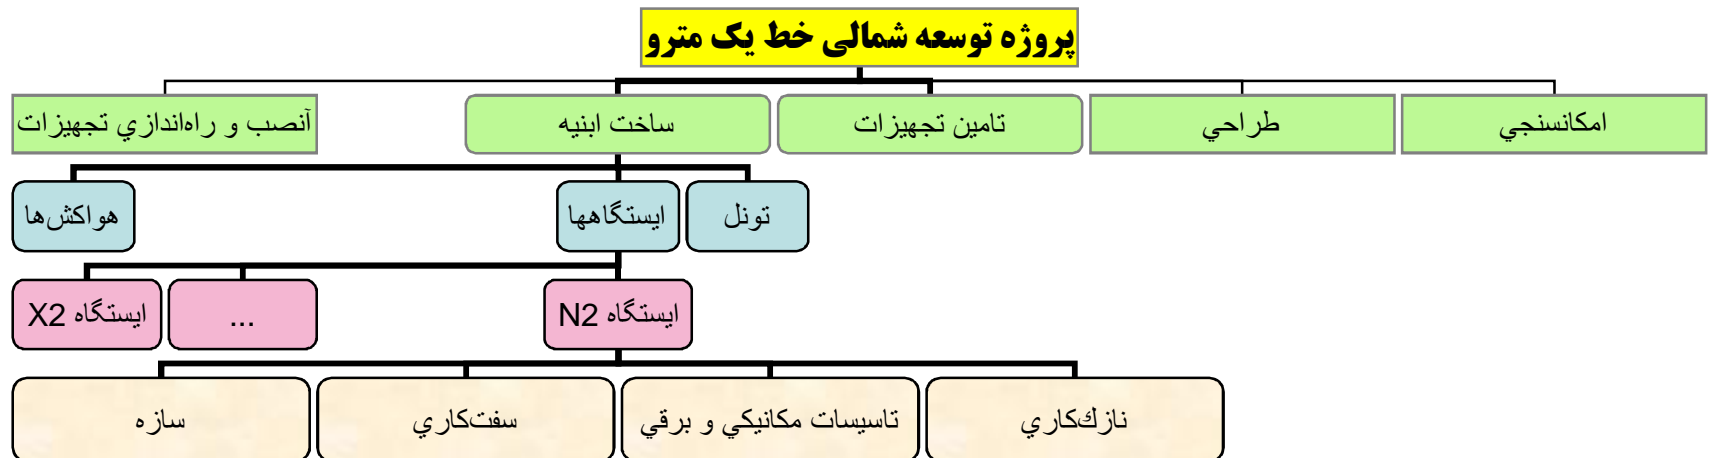 پروژه توسعه شمالی خط یک مترو
امكانسنجي
طراحي
تامين تجهيزات
ساخت ابنيه
آنصب و راه‌اندازي تجهيزات
تونل
ايستگاهها
هواكش‌ها
ايستگاه N2
...
ايستگاه X2
نازك‌كاري
تاسيسات مكانيكي و برقي
سفت‌كاري
سازه